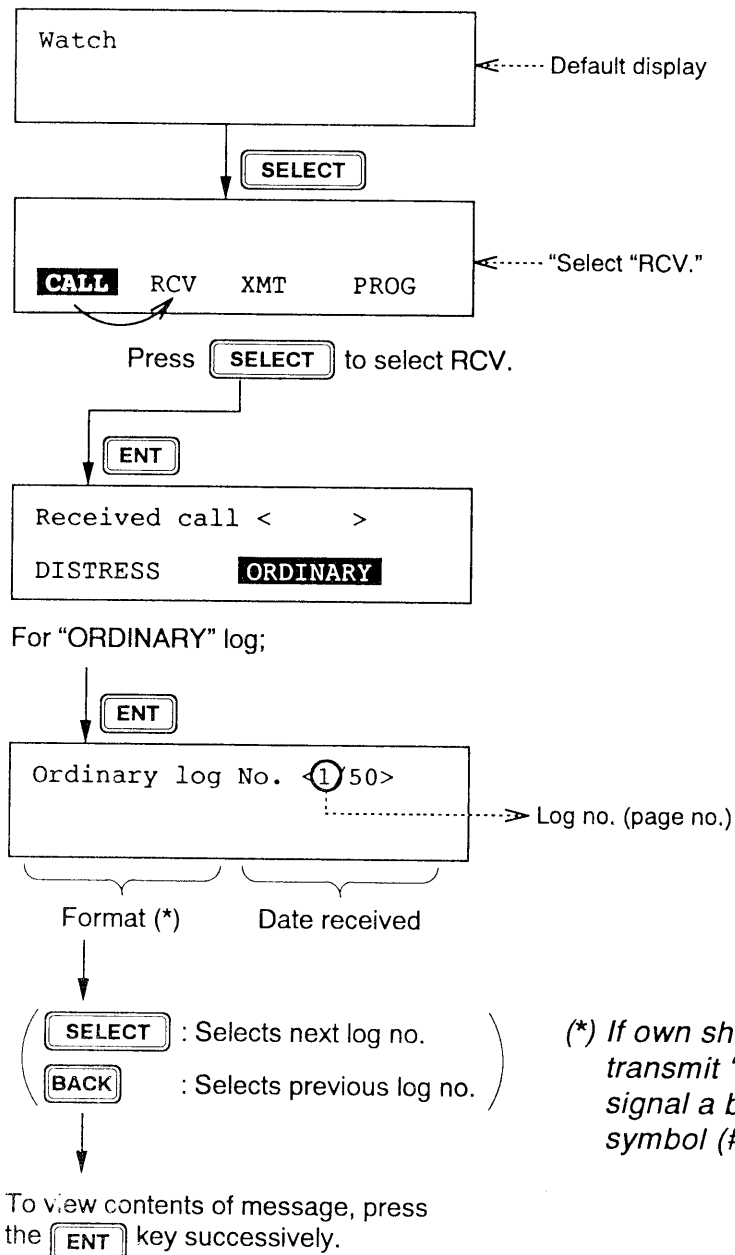 Watch
Default display
SELECT
CALL RCV XMT PROG
"Select "RCV."
Press SELECT to select RCV.
ENT
Received call < >
DISTRESS ORDINARY
For "ORDINARY" log;
ENT
Ordinary log No. <1/50>
Log no. (page no.)
Format (*) Date received
SELECT : Selects next log no.
BACK : Selects previous log no.
(*) If own sh
transmit "
signal a b
symbol (#
To view contents of message, press
the ENT key successively.